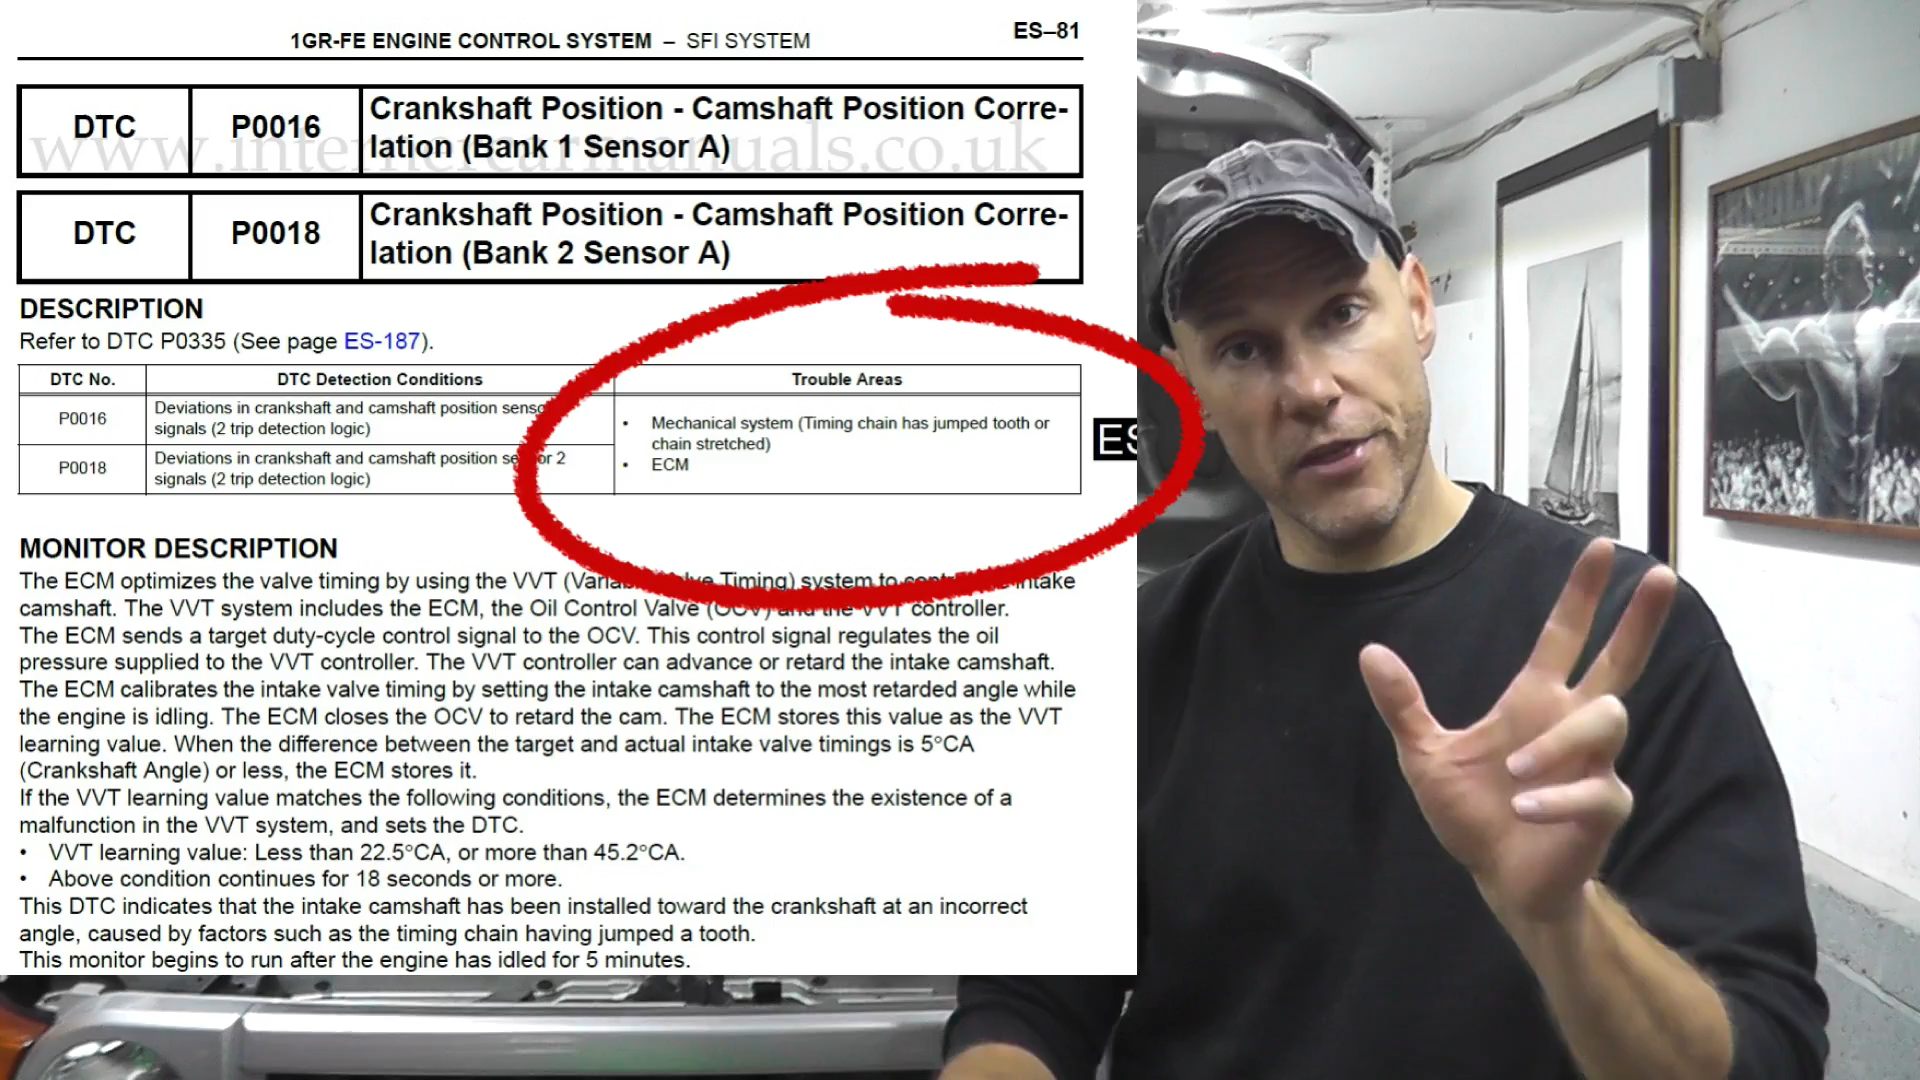 1GR-FE ENGINE CONTROL SYSTEM – SFI SYSTEM
ES–81
DTC P0016 Crankshaft Position - Camshaft Position Corre-
lation (Bank 1 Sensor A)
DTC P0018 Crankshaft Position - Camshaft Position Corre-
lation (Bank 2 Sensor A)
DESCRIPTION
Refer to DTC P0335 (See page ES-187).
DTC No. DTC Detection Conditions Trouble Areas
P0016
Deviations in crankshaft and camshaft position senso
signals (2 trip detection logic)
P0018
Deviations in crankshaft and camshaft position se or 2
signals (2 trip detection logic)
• Mechanical system (Timing chain has jumped tooth or
chain stretched)
• ECM
ES
MONITOR DESCRIPTION
The ECM optimizes the valve timing by using the VVT (Variable Valve Timing) system to control the intake
camshaft. The VVT system includes the ECM, the Oil Control Valve (OCV) and the VVT controller.
The ECM sends a target duty-cycle control signal to the OCV. This control signal regulates the oil
pressure supplied to the VVT controller. The VVT controller can advance or retard the intake camshaft.
The ECM calibrates the intake valve timing by setting the intake camshaft to the most retarded angle while
the engine is idling. The ECM closes the OCV to retard the cam. The ECM stores this value as the VVT
learning value. When the difference between the target and actual intake valve timings is 5°CA
(Crankshaft Angle) or less, the ECM stores it.
If the VVT learning value matches the following conditions, the ECM determines the existence of a
malfunction in the VVT system, and sets the DTC.
• VVT learning value: Less than 22.5°CA, or more than 45.2°CA.
• Above condition continues for 18 seconds or more.
This DTC indicates that the intake camshaft has been installed toward the crankshaft at an incorrect
angle, caused by factors such as the timing chain having jumped a tooth.
This monitor begins to run after the engine has idled for 5 minutes.